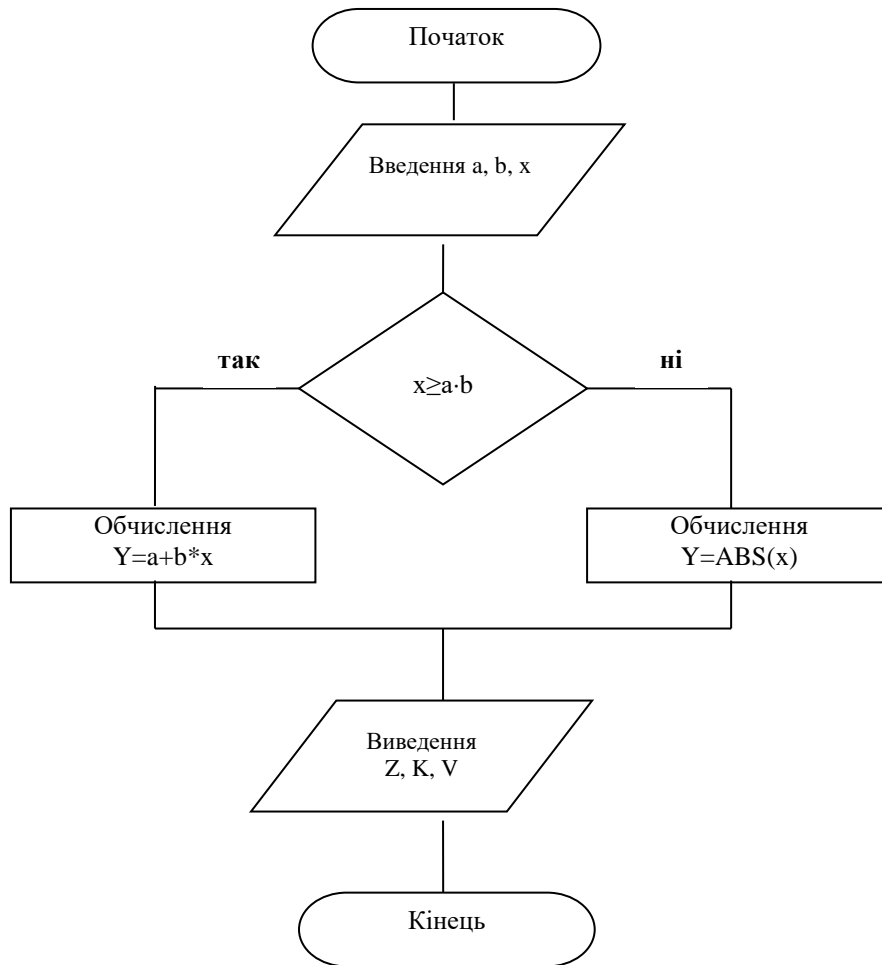 Початок
Введення a, b, x
так
x≥a·b
ні
Обчислення
Y=a+b*x
Обчислення
Y=ABS(x)
Виведення
Z, K, V
Кінець